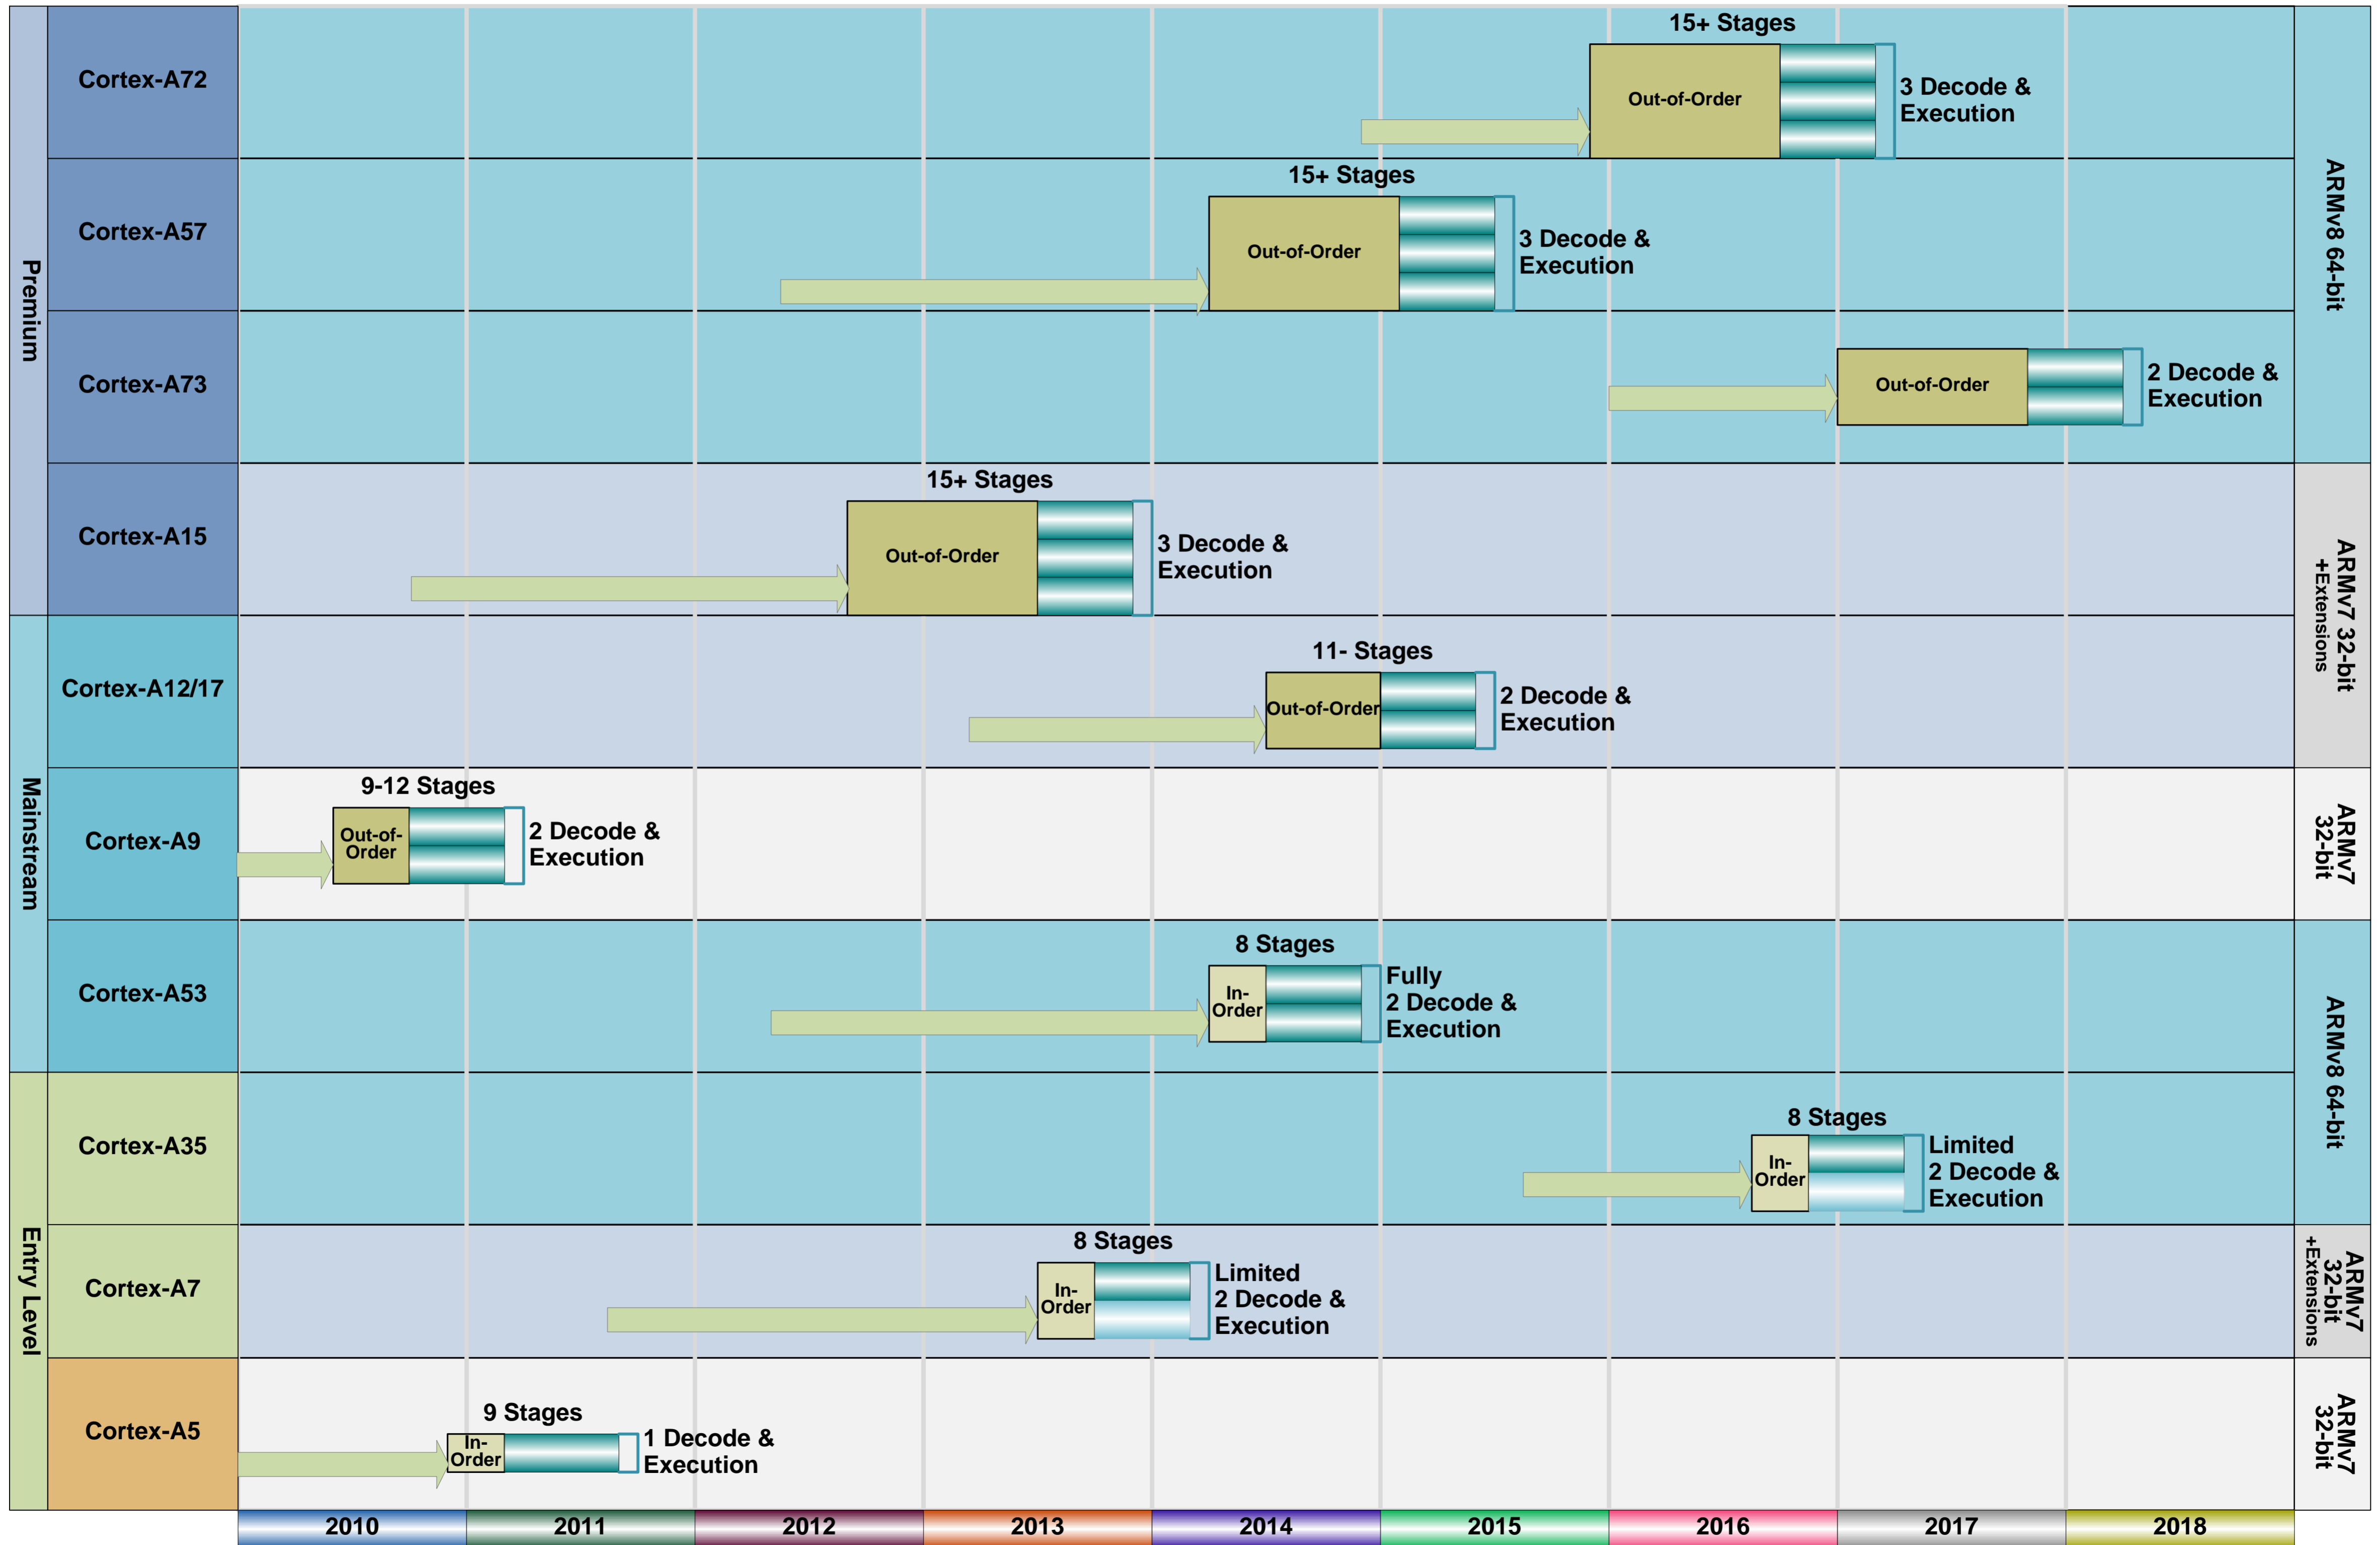 Premium
Cortex-A72
15+ Stages
Out-of-Order
3 Decode &
Execution
Cortex-A57
15+ Stages
Out-of-Order
3 Decode &
Execution
ARMv8 64-bit
Cortex-A73
Out-of-Order
2 Decode &
Execution
Cortex-A15
15+ Stages
Out-of-Order
3 Decode &
Execution
ARMv7 32-bit
+Extensions
Mainstream
Cortex-A12/17
11- Stages
Out-of-Order
2 Decode &
Execution
Cortex-A9
9-12 Stages
Out-of-
Order
2 Decode &
Execution
ARMv7
32-bit
Cortex-A53
8 Stages
In-
Order
Fully
2 Decode &
Execution
ARMv8 64-bit
Entry Level
Cortex-A35
8 Stages
In-
Order
Limited
2 Decode &
Execution
Cortex-A7
8 Stages
In-
Order
Limited
2 Decode &
Execution
ARMv7
32-bit
+Extensions
Cortex-A5
9 Stages
In-
Order
1 Decode &
Execution
ARMv7
32-bit
2010 2011 2012 2013 2014 2015 2016 2017 2018